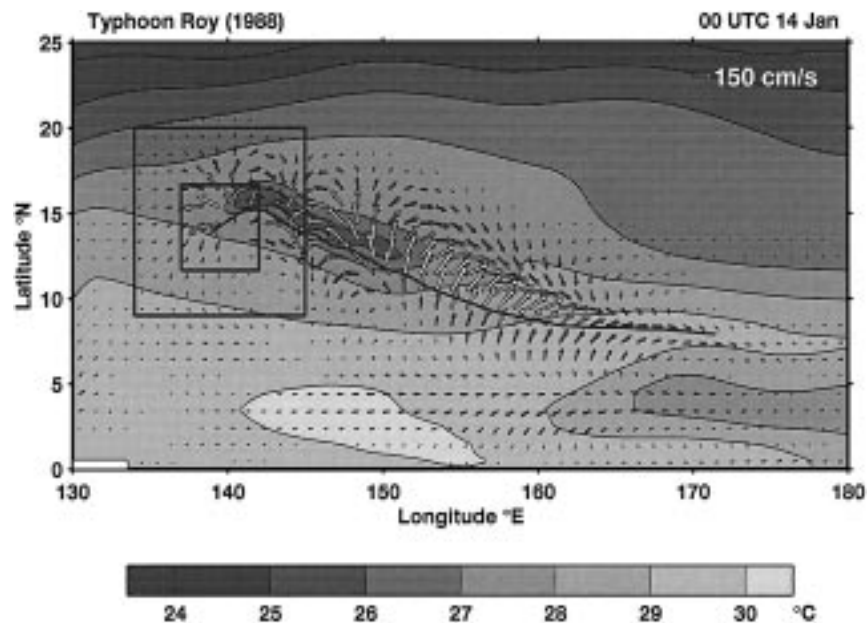 Typhoon Roy (1988) 00 UTC 14 Jan
25
150 cm/s
20
15
10
5
0
Latitude °N
130 140 150 160 170 180
Longitude °E
24 25 26 27 28 29 30 °C